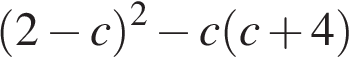 (2 − c)² − c(c + 4)